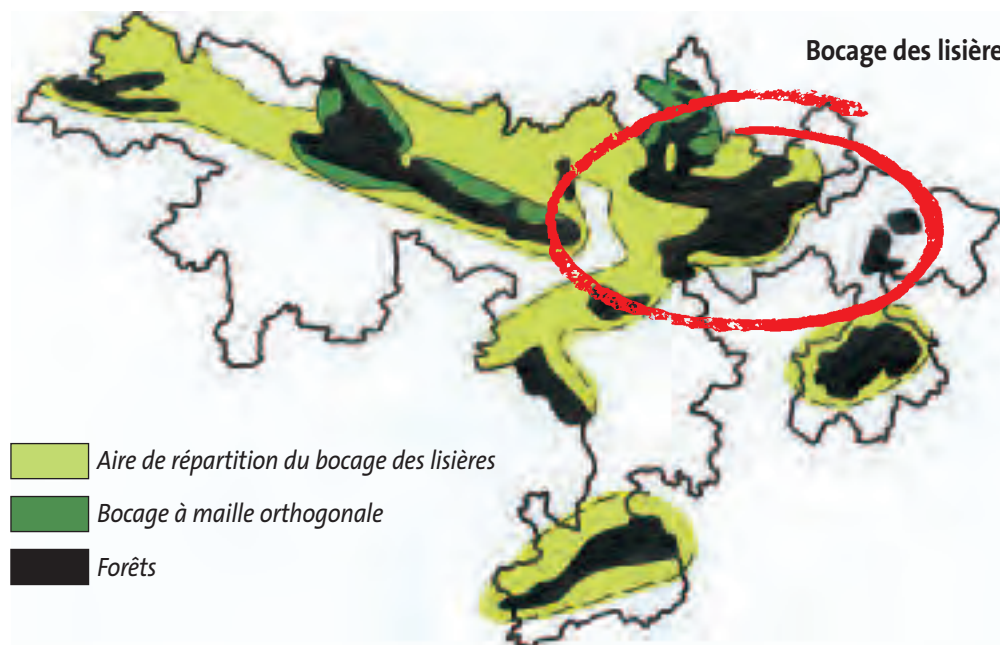 Bocage des lisière
Aire de répartition du bocage des lisières
Bocage à maille orthogonale
Forêts